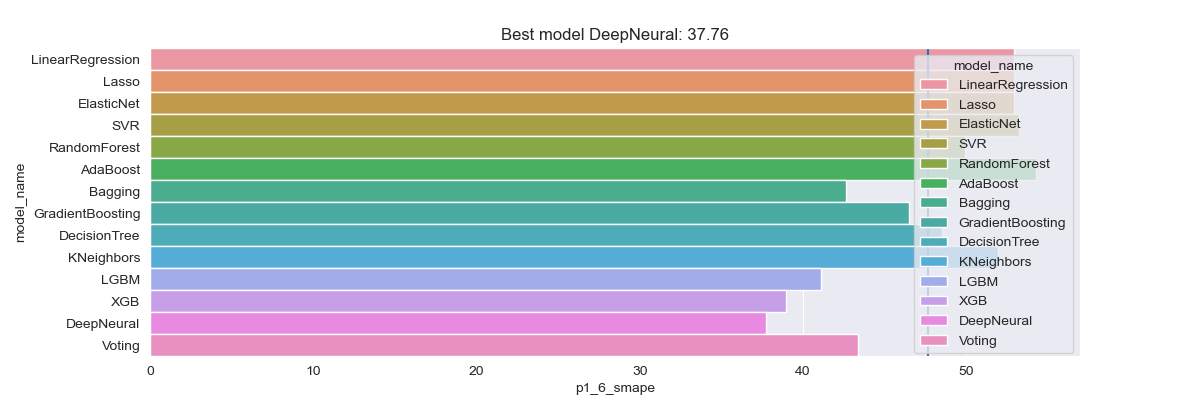 Best model DeepNeural: 37.76
model_name
LinearRegression
Lasso
ElasticNet
SVR
RandomForest
AdaBoost
Bagging
GradientBoosting
DecisionTree
KNeighbors
LGBM
XGB
DeepNeural
Voting
model_name
LinearRegression
Lasso
ElasticNet
SVR
RandomForest
AdaBoost
Bagging
GradientBoosting
DecisionTree
KNeighbors
LGBM
XGB
DeepNeural
Voting
0 10 20 30 40 50
p1_6_smape